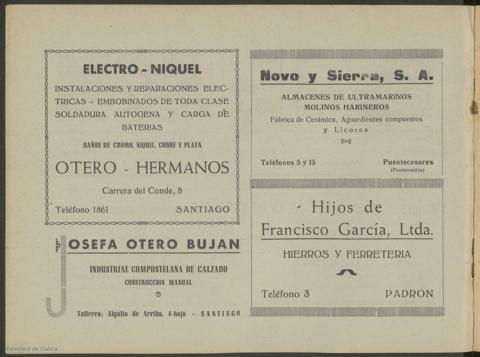 ELECTRO - NIQUEL
INSTALACIONES Y REPARACIONES ELEC-
TRICAS - EMBOBINADOS DE TODA CLASE
SOLDADURA AUTOGENA Y CARGA DE
BATERIAS
BAÑOS DE CROMO, NIQUEL, COBRE Y PLATA
OTERO - HERMANOS
Carrera del Conde, 5
Teléfono 1861 SANTIAGO
JOSEFA OTERO BUJAN
INDUSTRIAL COMPOSTELANA DE CALZADO
CONSTRUCCION MANUAL
Talleres: Algalia de Arriba, 4-bajo - SANTIAGO
Novo y Sierra, S. A.
ALMACENES DE ULTRAMARINOS
MOLINOS HARINEROS
Fábrica de Cerámica, Aguardientes compuestos
y Licores
Teléfonos 5 y 15 Puentecesures
(Pontevedra)
Hijos de
Francisco García, Ltda.
HIERROS Y FERRETERIA
Teléfono 3 PADRON
Biblioteca de Galicia